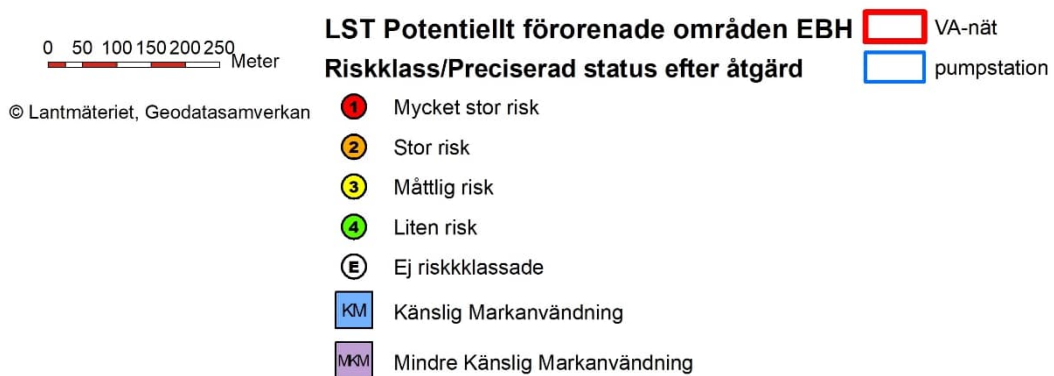 0 50 100 150 200 250
Meter
© Lantmäteriet, Geodatasamverkan
LST Potentiellt förorenade områden EBH
Riskklass/Preciserad status efter åtgärd
1 Mycket stor risk
2 Stor risk
3 Måttlig risk
4 Liten risk
E Ej riskkklassade
KM Känslig Markanvändning
MKM Mindre Känslig Markanvändning
VA-nät
pumpstation